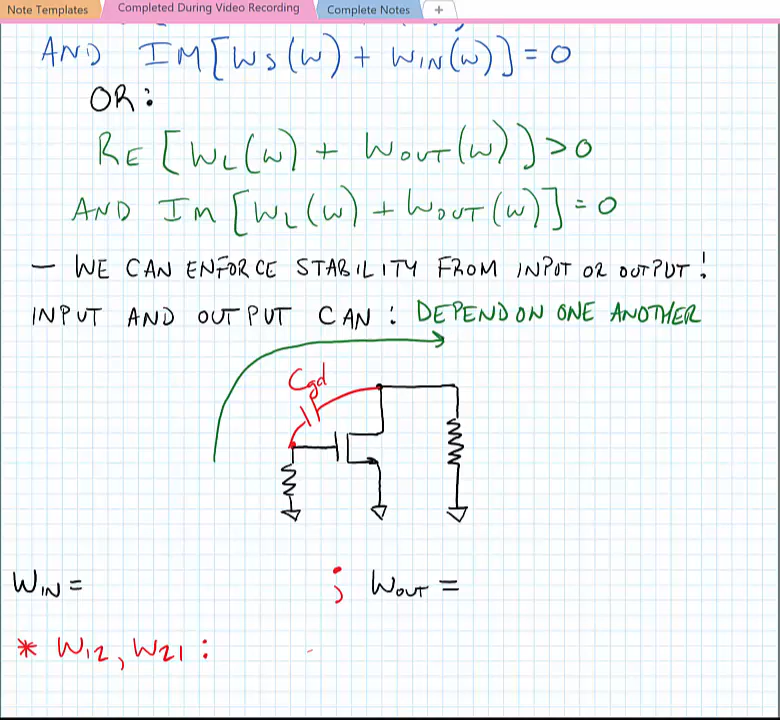 Note Templates Completed During Video Recording Complete Notes +
AND IM[WS(W) + WIN(W)] = 0
OR:
RE [WL(W) + WOUT(W)] > 0
AND IM [WL(W) + WOUT(W)] = 0
- WE CAN ENFORCE STABILITY FROM INPUT OR OUTPUT!
INPUT AND OUTPUT CAN: DEPEND ON ONE ANOTHER
Cgd
WIN = ; WOUT =
* W12, W21 :